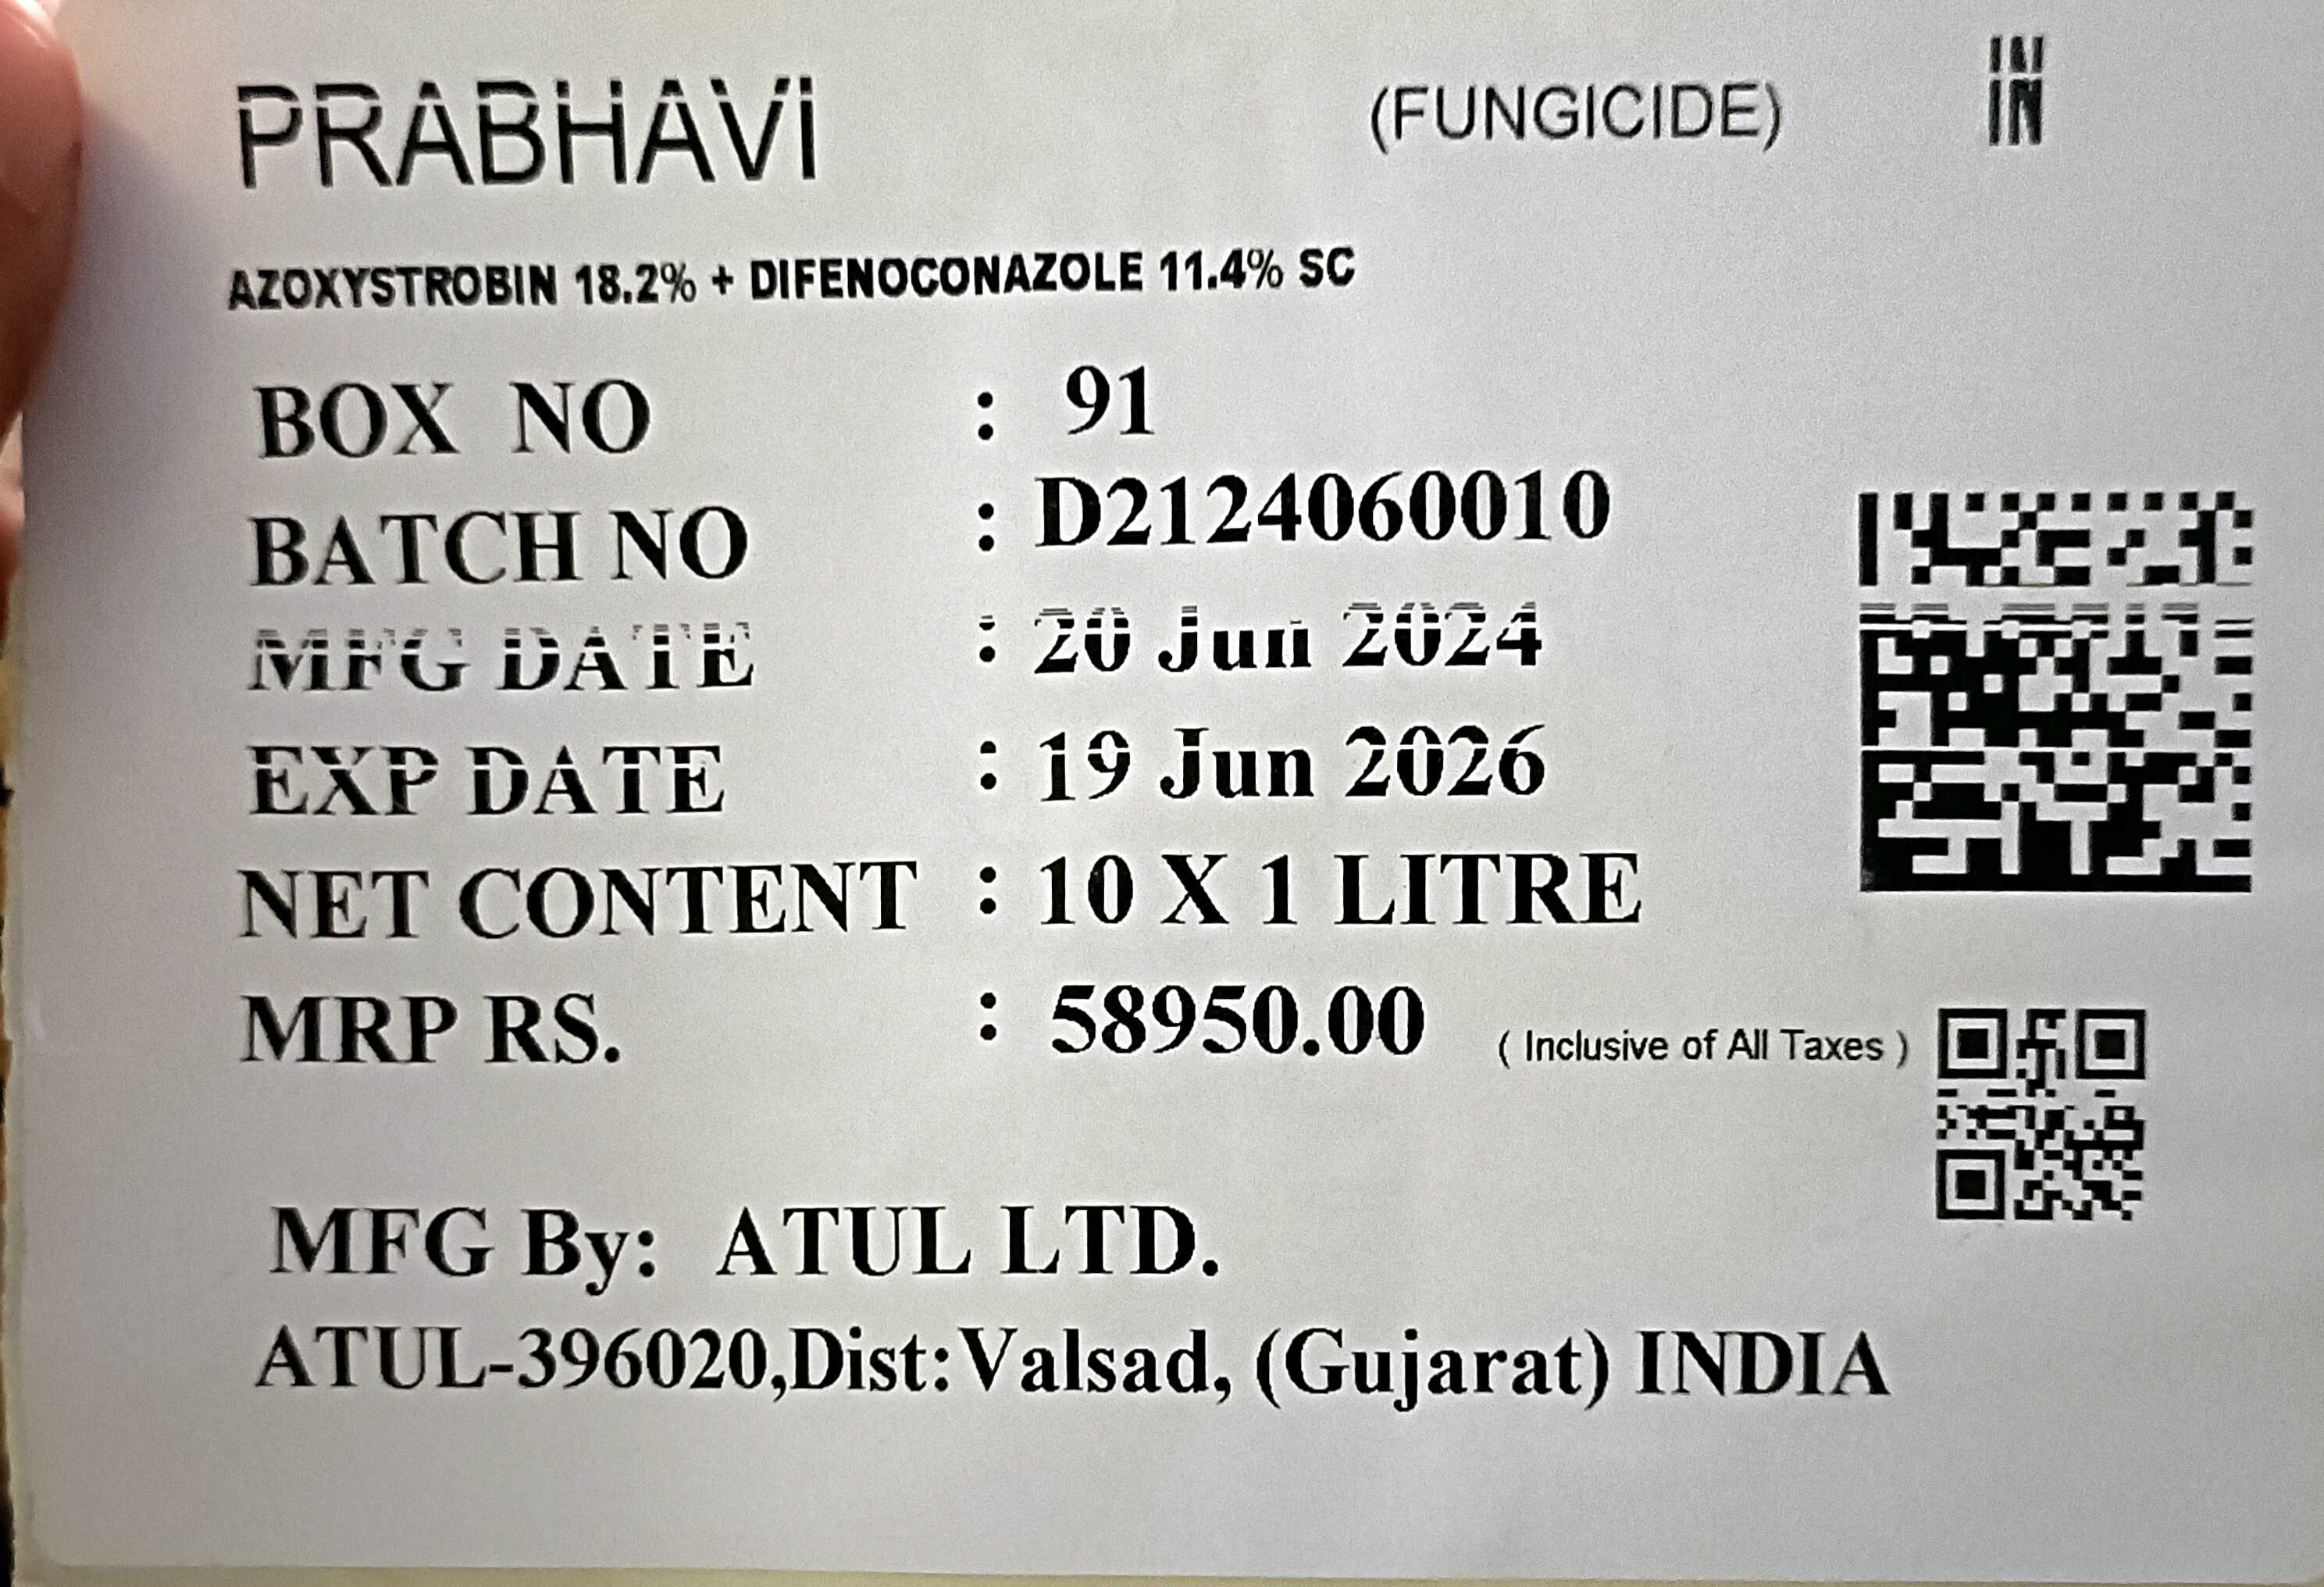 PRABHAVI (FUNGICIDE) IN
AZOXYSTROBIN 18.2% + DIFENOCONAZOLE 11.4% SC
BOX NO : 91
BATCH NO : D2124060010
MFG DATE : 20 Jun 2024
EXP DATE : 19 Jun 2026
NET CONTENT : 10 X 1 LITRE
MRP RS. : 58950.00 ( Inclusive of All Taxes )
MFG By: ATUL LTD.
ATUL-396020,Dist:Valsad, (Gujarat) INDIA